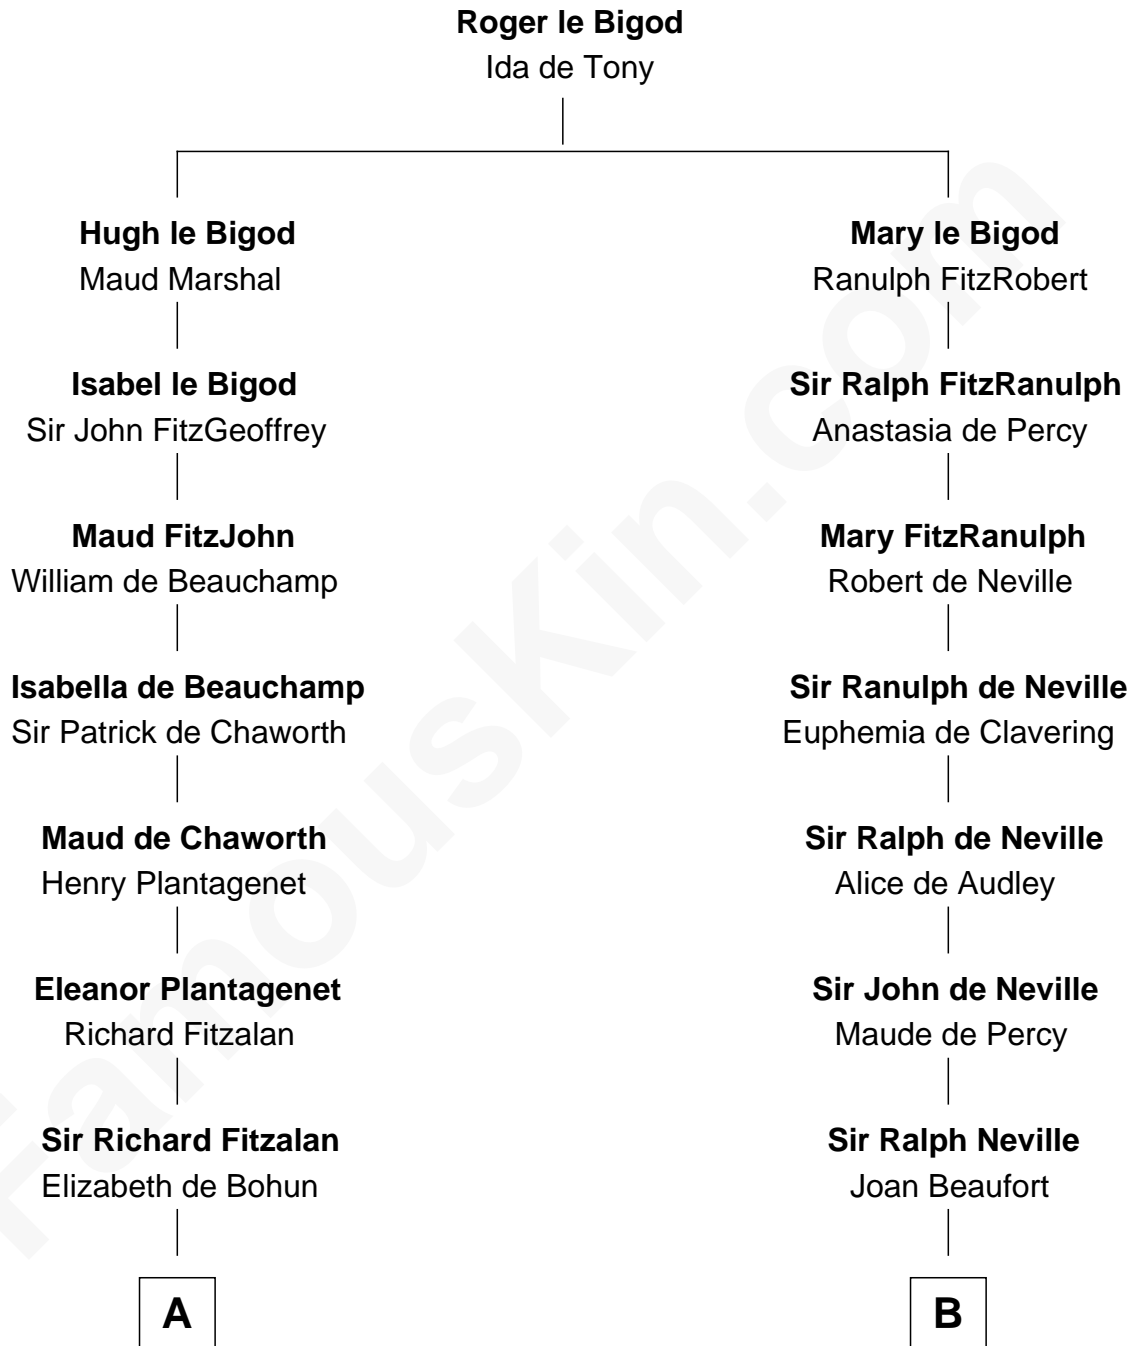 Roger le Bigod
Ida de Tony
Hugh le Bigod
Maud Marshal
Mary le Bigod
Ranulph FitzRobert
Isabel le Bigod
Sir John FitzGeoffrey
Sir Ralph FitzRanulph
Anastasia de Percy
Maud FitzJohn
William de Beauchamp
Mary FitzRanulph
Robert de Neville
Isabella de Beauchamp
Sir Patrick de Chaworth
Sir Ranulph de Neville
Euphemia de Clavering
Maud de Chaworth
Henry Plantagenet
Sir Ralph de Neville
Alice de Audley
Eleanor Plantagenet
Richard Fitzalan
Sir John de Neville
Maude de Percy
Sir Richard Fitzalan
Elizabeth de Bohun
Sir Ralph Neville
Joan Beaufort
A
B
FamousKin.com